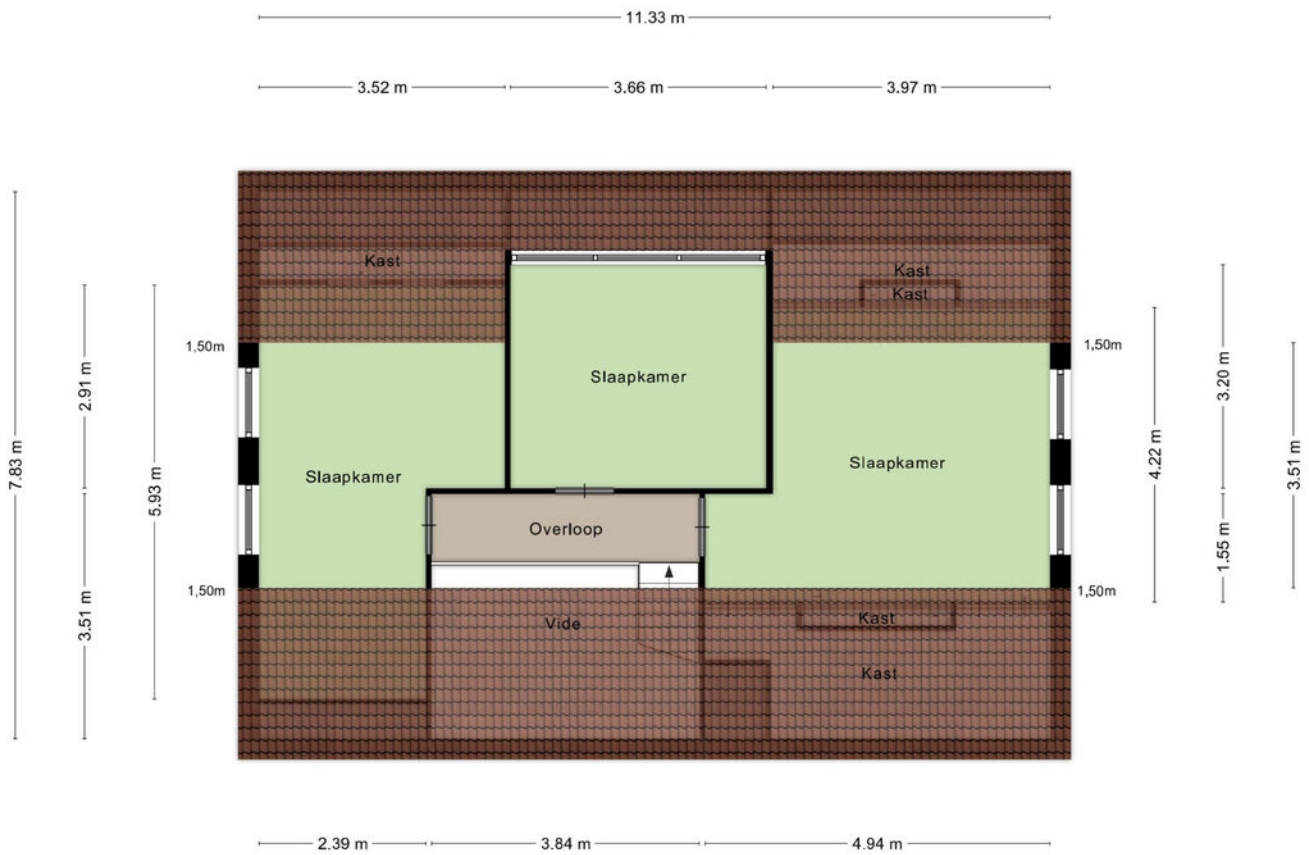 11.33 m
3.52 m
3.66 m
3.97 m
Kast
Kast
Kast
1,50m
1,50m
7.83 m
2.91 m
5.93 m
3.51 m
Slaapkamer
Slaapkamer
Slaapkamer
3.20 m
4.22 m
3.51 m
1.55 m
Overloop
1,50m
1,50m
Vide
Kast
Kast
2.39 m
3.84 m
4.94 m